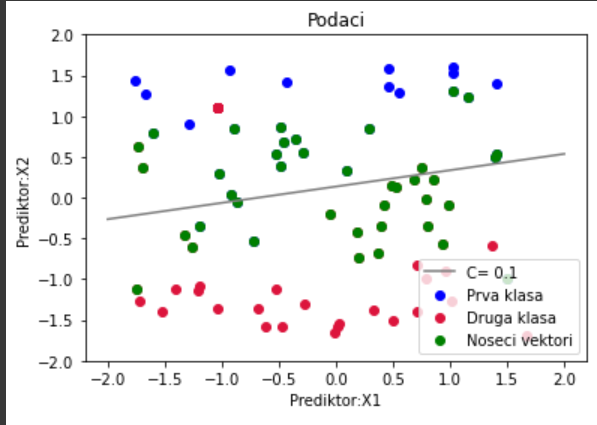 Podaci
2.0
1.5
1.0
0.5
0.0
−0.5
−1.0
−1.5
−2.0
Prediktor:X2
C= 0.1
Prva klasa
Druga klasa
Noseci vektori
−2.0 −1.5 −1.0 −0.5 0.0 0.5 1.0 1.5 2.0
Prediktor:X1